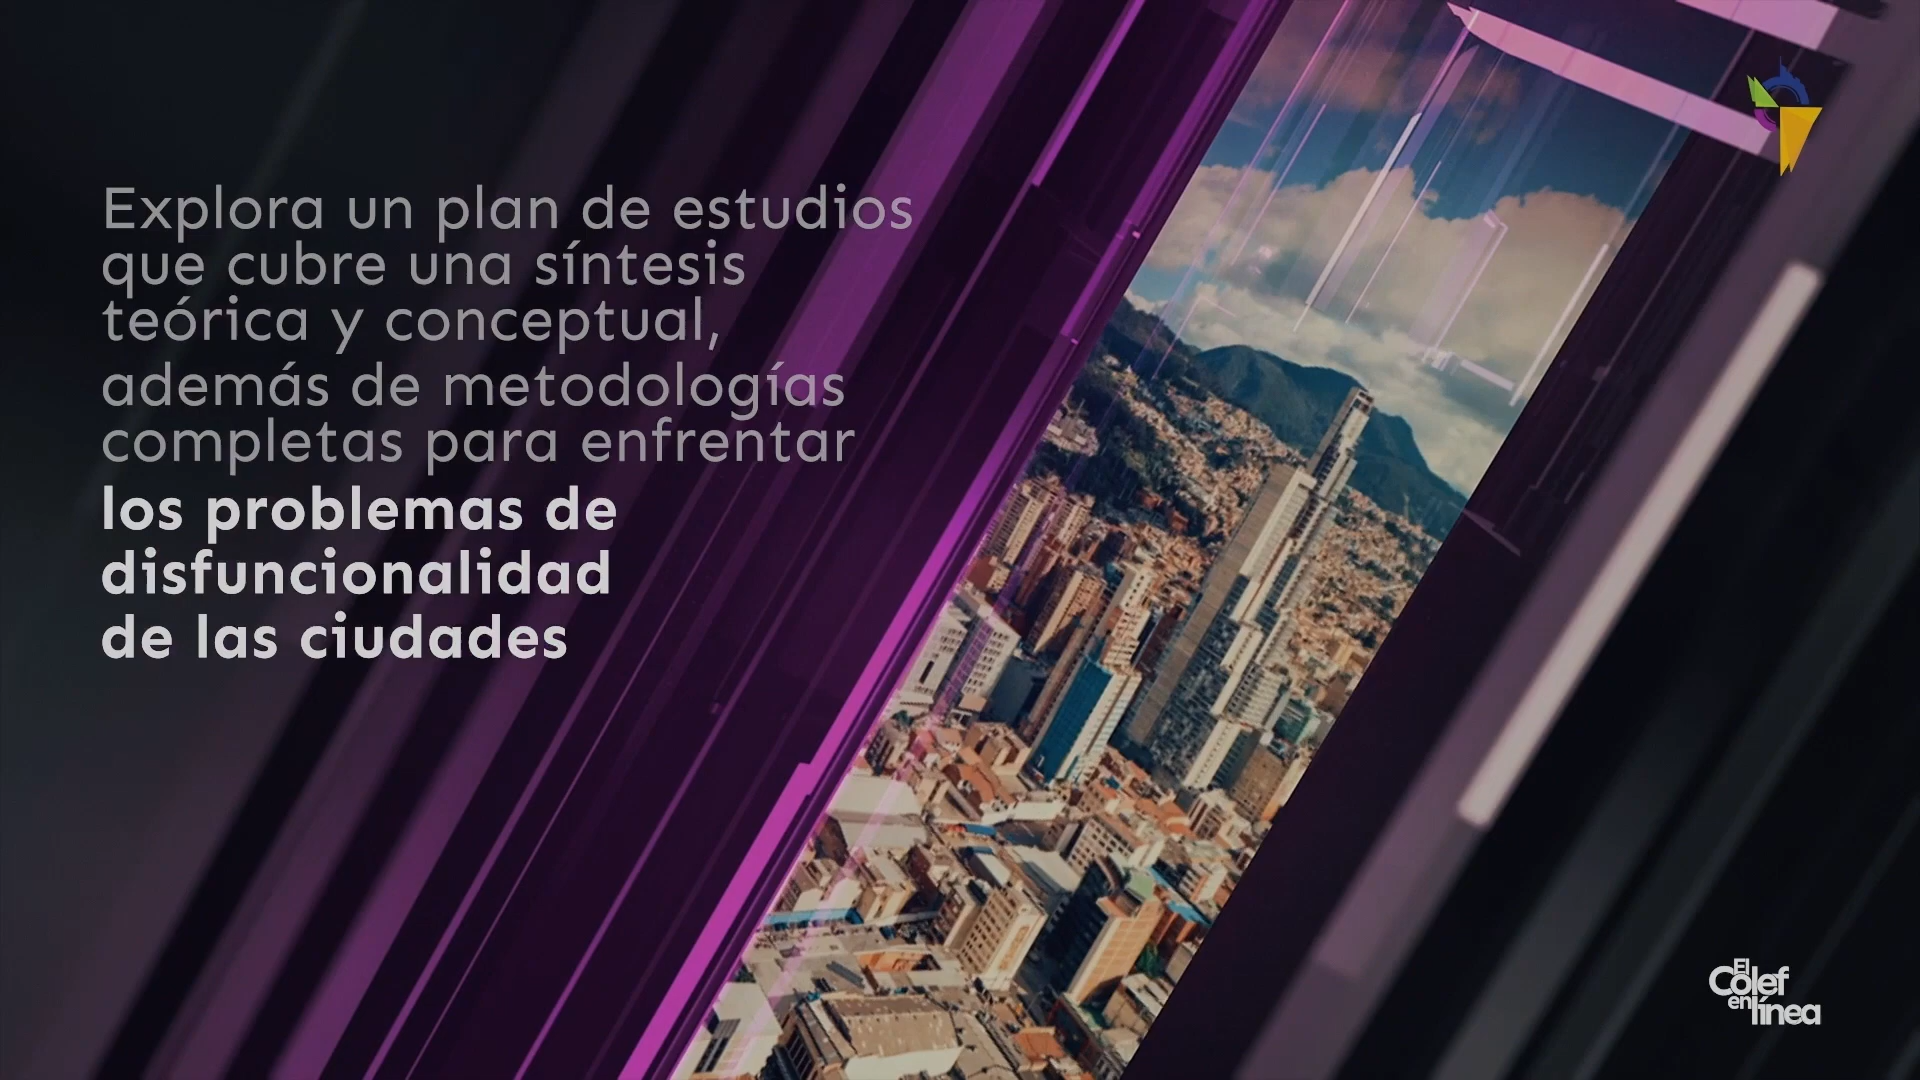 Explora un plan de estudios
que cubre una síntesis
teórica y conceptual,
además de metodologías
completas para enfrentar
los problemas de
disfuncionalidad
de las ciudades
El
Colef
en
línea